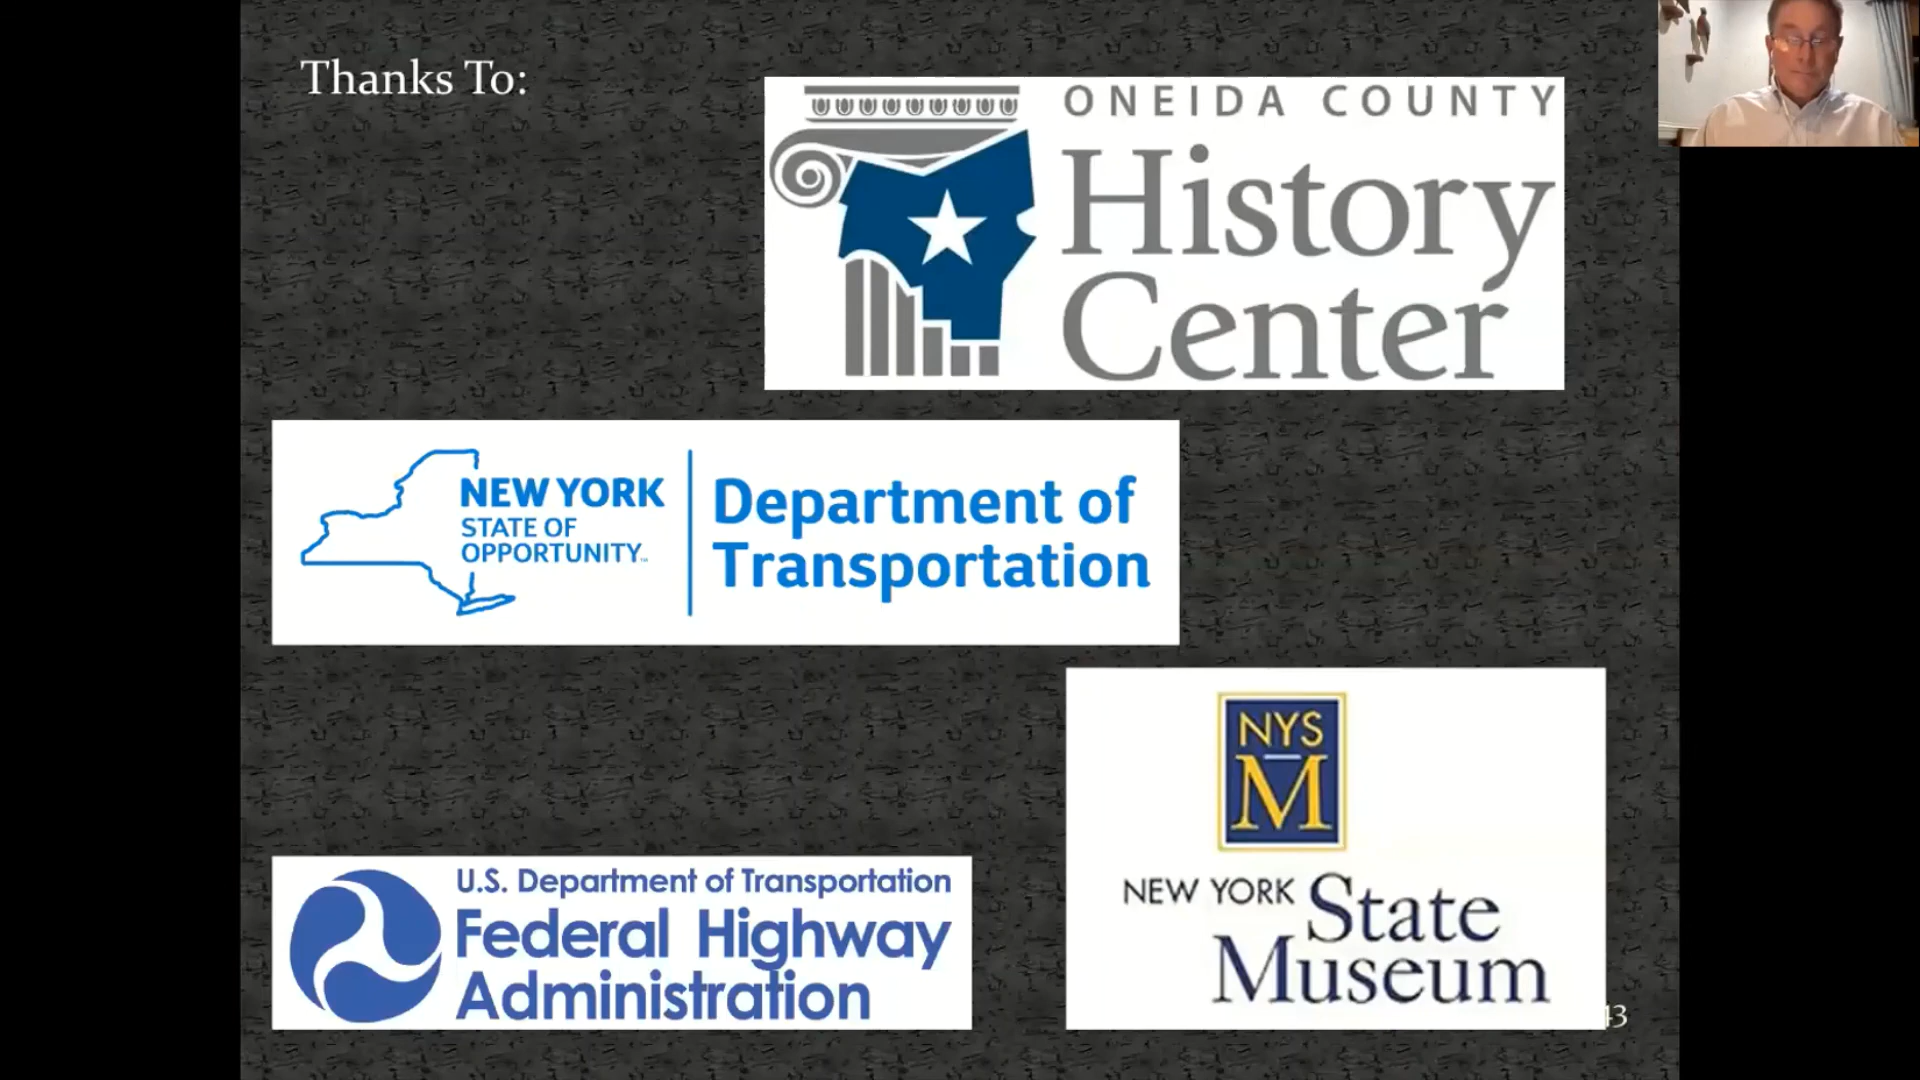 Thanks To:
ONEIDA COUNTY
History
Center
NEW YORK
STATE OF
OPPORTUNITY™
Department of
Transportation
NYS
M
NEW YORK State
Museum
U.S. Department of Transportation
Federal Highway
Administration